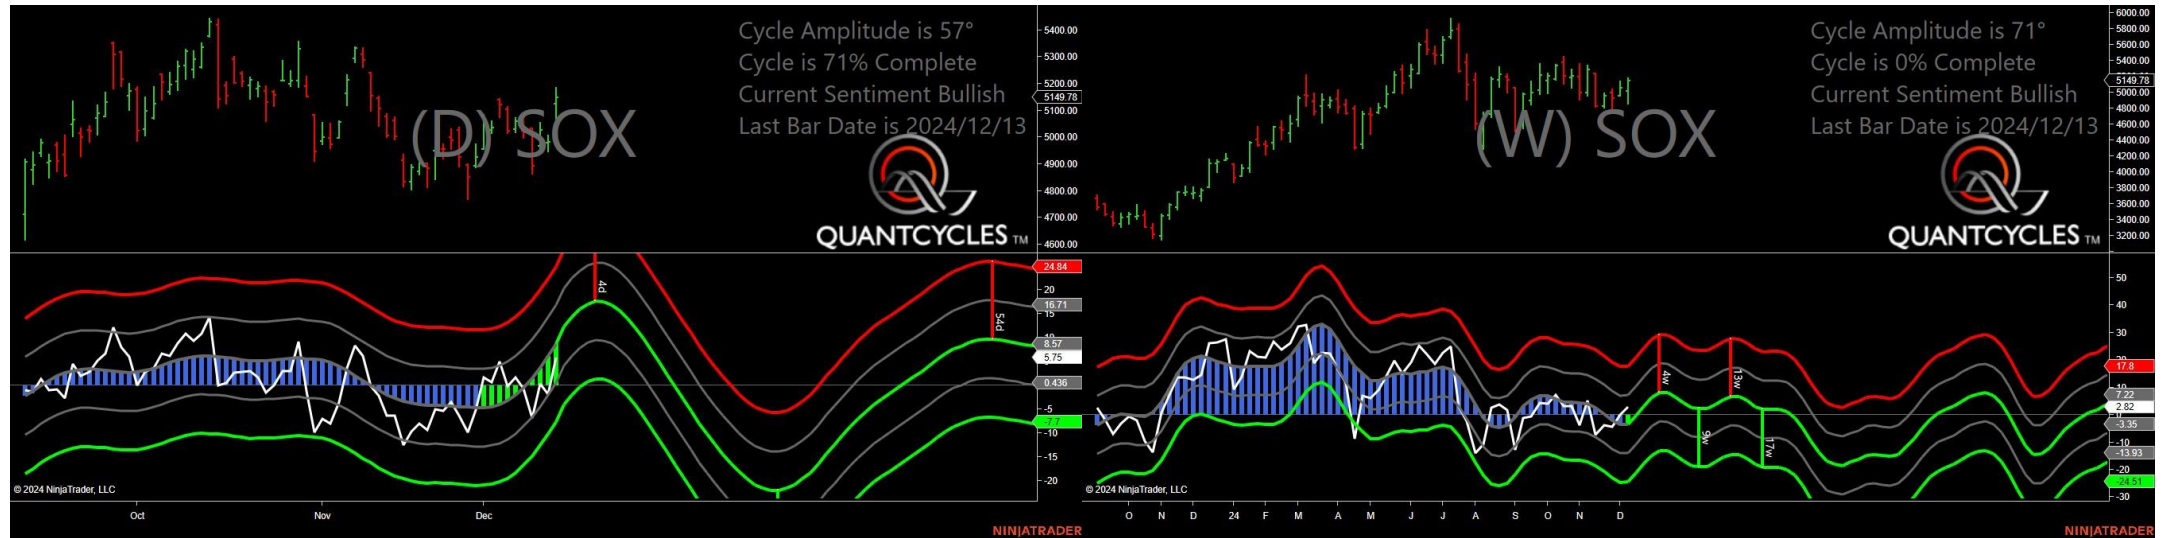 Cycle Amplitude is 57°
Cycle is 71% Complete
Current Sentiment Bullish
Last Bar Date is 2024/12/13
(D) SOX
QUANTCYCLES TM
5400.00
5300.00
5200.00
5149.78
5100.00
5000.00
4900.00
4800.00
4700.00
4600.00
4d
54d
24.84
20
16.71
15
10
8.57
5.75
0.436
-5
-7.7
-10
-15
-20
© 2024 NinjaTrader, LLC
Oct Nov Dec
NINJATRADER
Cycle Amplitude is 71°
Cycle is 0% Complete
Current Sentiment Bullish
Last Bar Date is 2024/12/13
(W) SOX
QUANTCYCLES TM
6000.00
5800.00
5600.00
5400.00
5149.78
5000.00
4800.00
4600.00
4400.00
4200.00
4000.00
3800.00
3600.00
3400.00
3200.00
4w
9w
13w
17w
50
40
30
20
17.8
10
7.22
2.82
-3.35
-10
-13.93
-20
-24.51
-30
© 2024 NinjaTrader, LLC
O N D 24 F M A M J J A S O N D
NINJATRADER